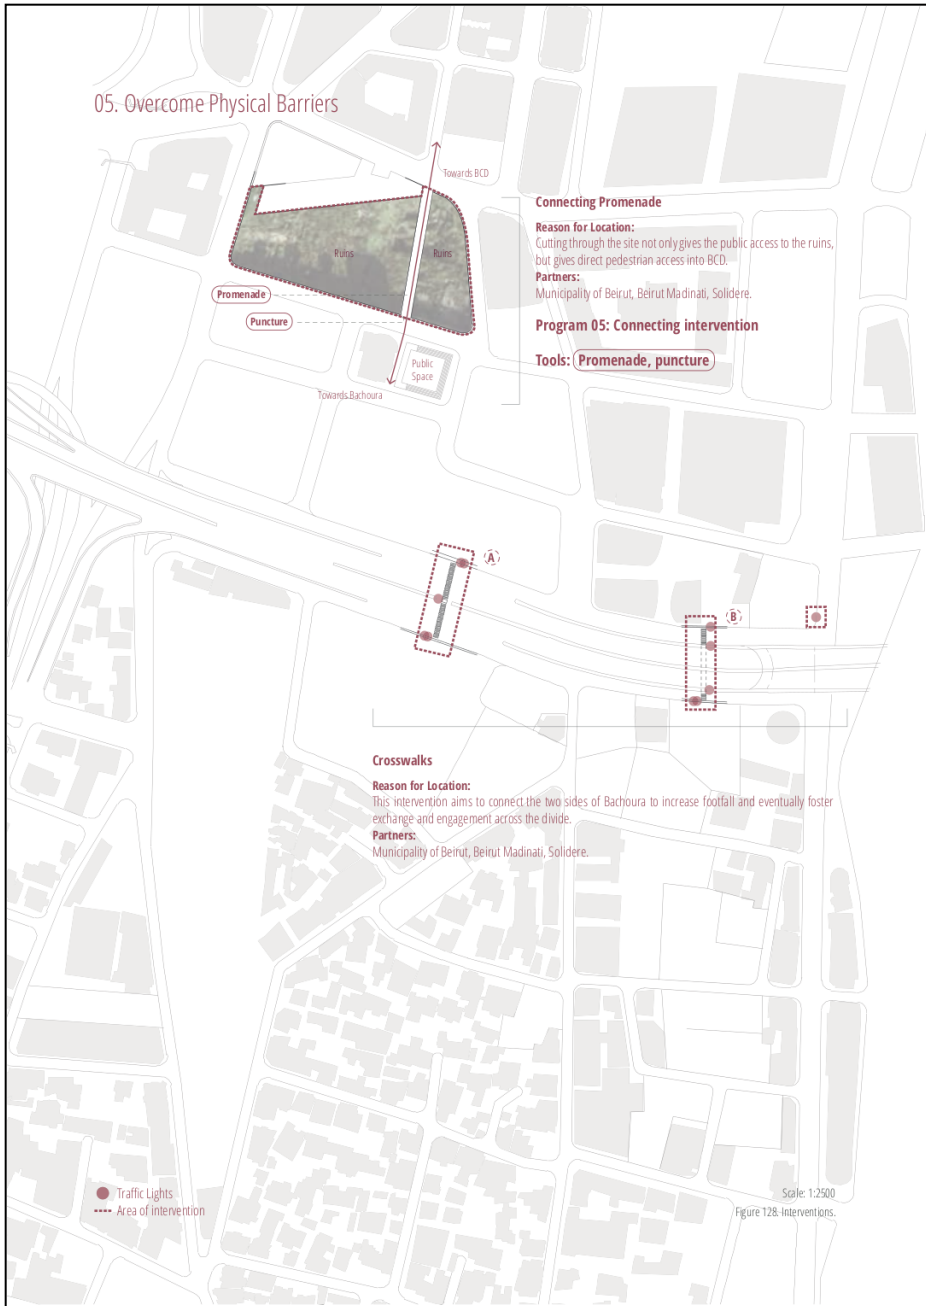 05. Overcome Physical Barriers
Towards BCD
Ruins
Ruins
Promenade
Puncture
Public
Space
Towards Bachoura
Connecting Promenade
Reason for Location:
Cutting through the site not only gives the public access to the ruins,
but gives direct pedestrian access into BCD.
Partners:
Municipality of Beirut, Beirut Madinati, Solidere.
Program 05: Connecting intervention
Tools: Promenade, puncture
A
B
Crosswalks
Reason for Location:
This intervention aims to connect the two sides of Bachoura to increase footfall and eventually foster
exchange and engagement across the divide.
Partners:
Municipality of Beirut, Beirut Madinati, Solidere.
Traffic Lights
Area of intervention
Scale: 1:2500
Figure 128. Interventions.